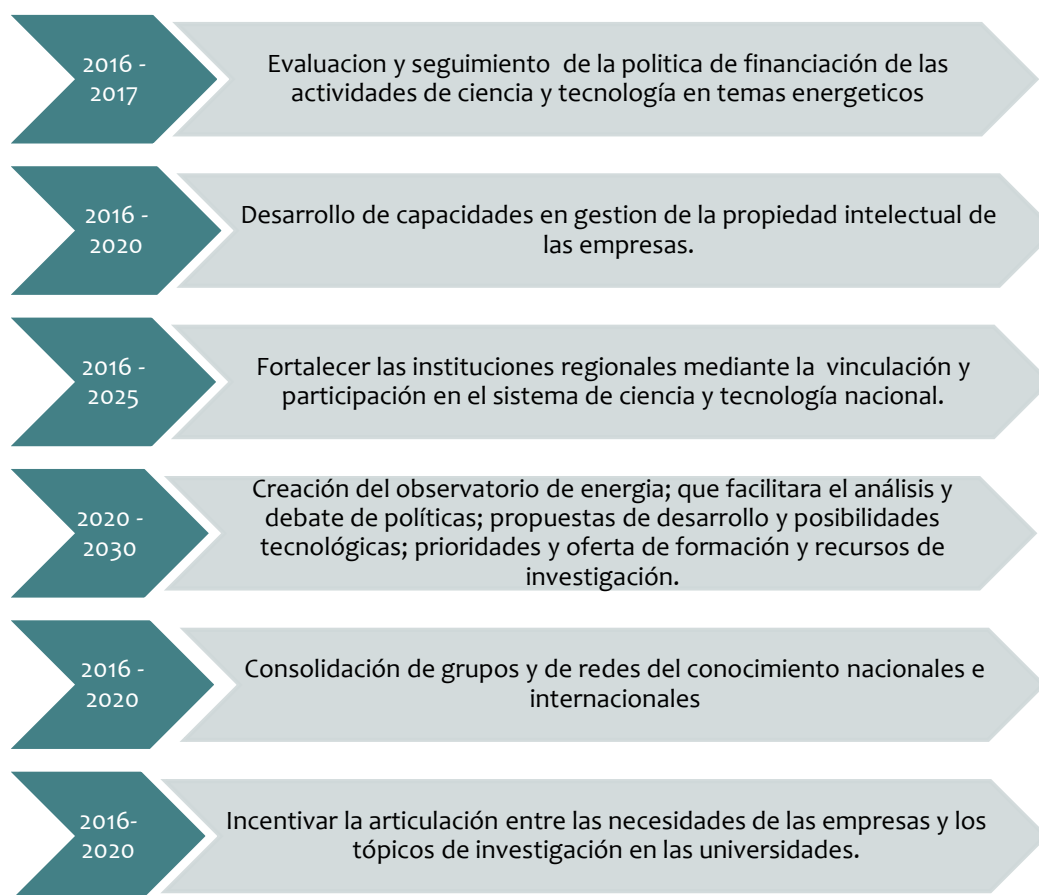 2016 -
2017
Evaluacion y seguimiento de la politica de financiación de las
actividades de ciencia y tecnología en temas energeticos
2016 -
2020
Desarrollo de capacidades en gestion de la propiedad intelectual de
las empresas.
2016 -
2025
Fortalecer las instituciones regionales mediante la vinculación y
participación en el sistema de ciencia y tecnología nacional.
2020 -
2030
Creación del observatorio de energia; que facilitara el análisis y
debate de políticas; propuestas de desarrollo y posibilidades
tecnológicas; prioridades y oferta de formación y recursos de
investigación.
2016 -
2020
Consolidación de grupos y de redes del conocimiento nacionales e
internacionales
2016-
2020
Incentivar la articulación entre las necesidades de las empresas y los
tópicos de investigación en las universidades.